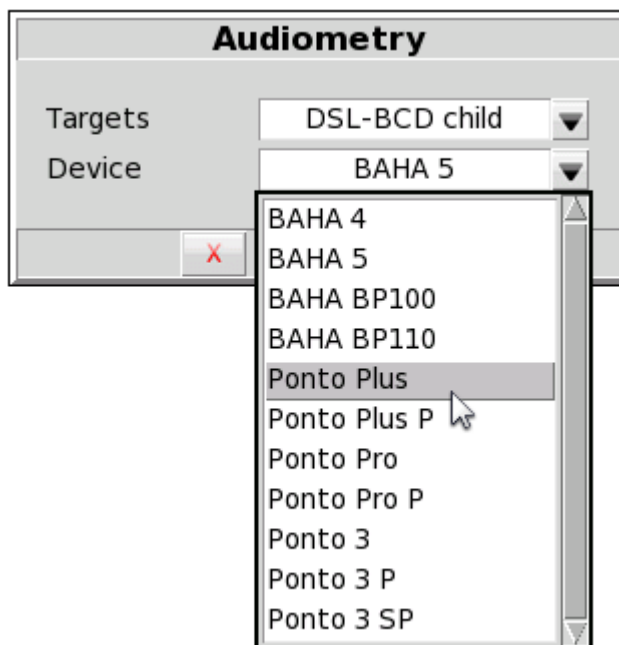 Audiometry
Targets DSL-BCD child
Device BAHA 5
BAHA 4
X BAHA 5
BAHA BP100
BAHA BP110
Ponto Plus
Ponto Plus P
Ponto Pro
Ponto Pro P
Ponto 3
Ponto 3 P
Ponto 3 SP